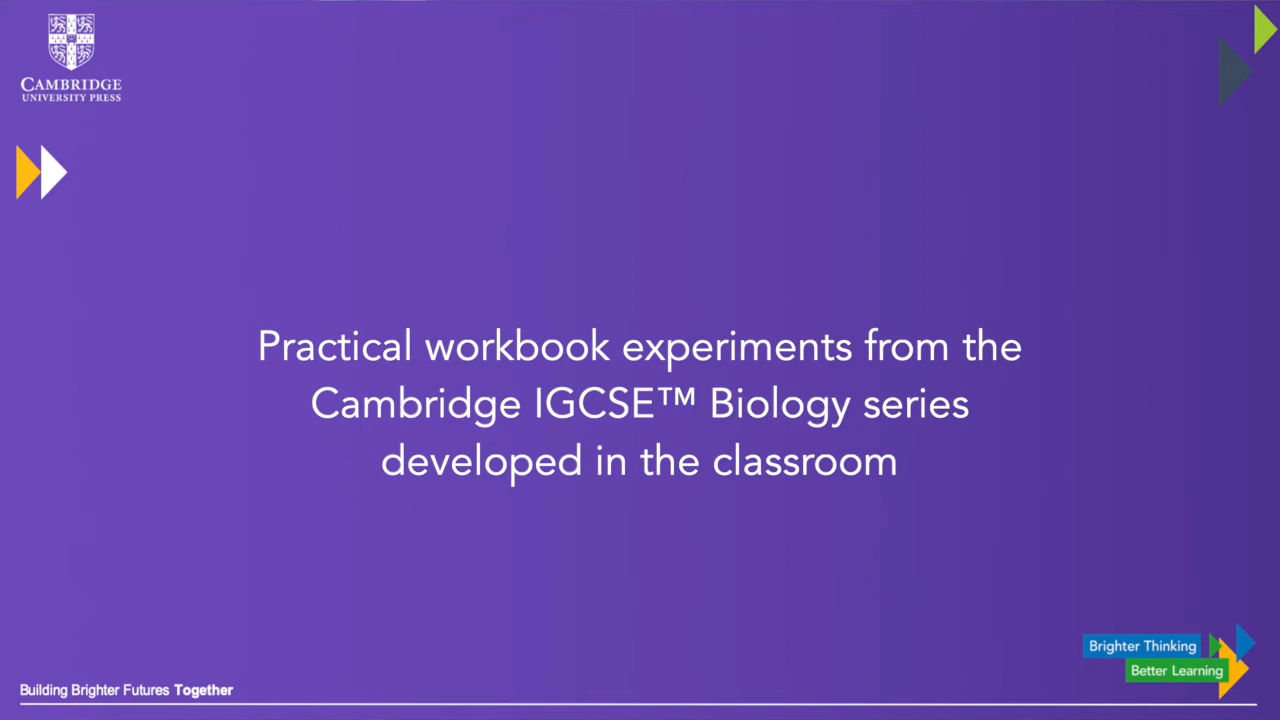 CAMBRIDGE
UNIVERSITY PRESS
Practical workbook experiments from the
Cambridge IGCSE™ Biology series
developed in the classroom
Brighter Thinking
Better Learning
Building Brighter Futures Together